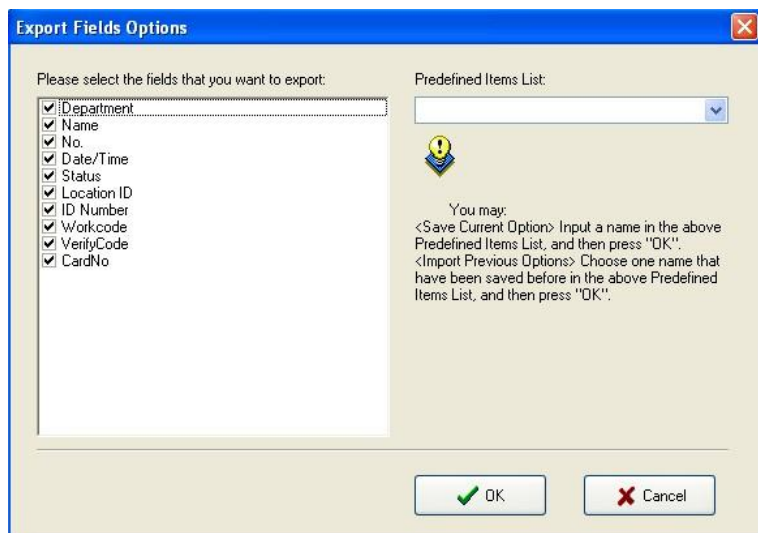 Export Fields Options
Please select the fields that you want to export:
Department
Name
No.
Date/Time
Status
Location ID
ID Number
Workcode
VerifyCode
CardNo
Predefined Items List:
You may:
<Save Current Option> Input a name in the above
Predefined Items List, and then press "OK".
<Import Previous Options> Choose one name that
have been saved before in the above Predefined
Items List, and then press "OK".
OK
Cancel